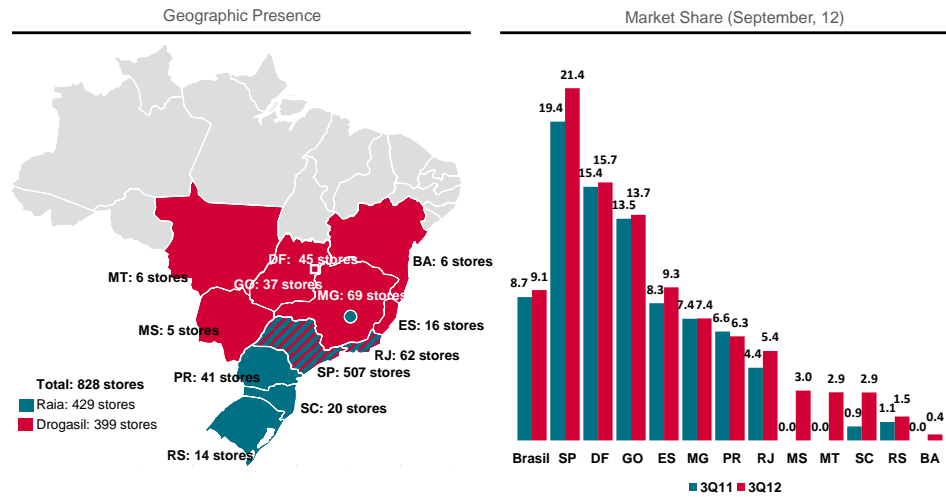 Geographic Presence
DF: 45 stores
BA: 6 stores
MT: 6 stores
GO: 37 stores
MG: 69 stores
ES: 16 stores
MS: 5 stores
RJ: 62 stores
SP: 507 stores
PR: 41 stores
Total: 828 stores
Raia: 429 stores
Drogasil: 399 stores
SC: 20 stores
RS: 14 stores
Market Share (September, 12)
8.7 9.1
19.4 21.4
15.4 15.7
13.5 13.7
8.3 9.3
7.4 7.4
6.6 6.3
4.4 5.4
0.0 3.0
0.0 2.9
0.9 2.9
1.1 1.5
0.0 0.4
Brasil SP DF GO ES MG PR RJ MS MT SC RS BA
3Q11 3Q12